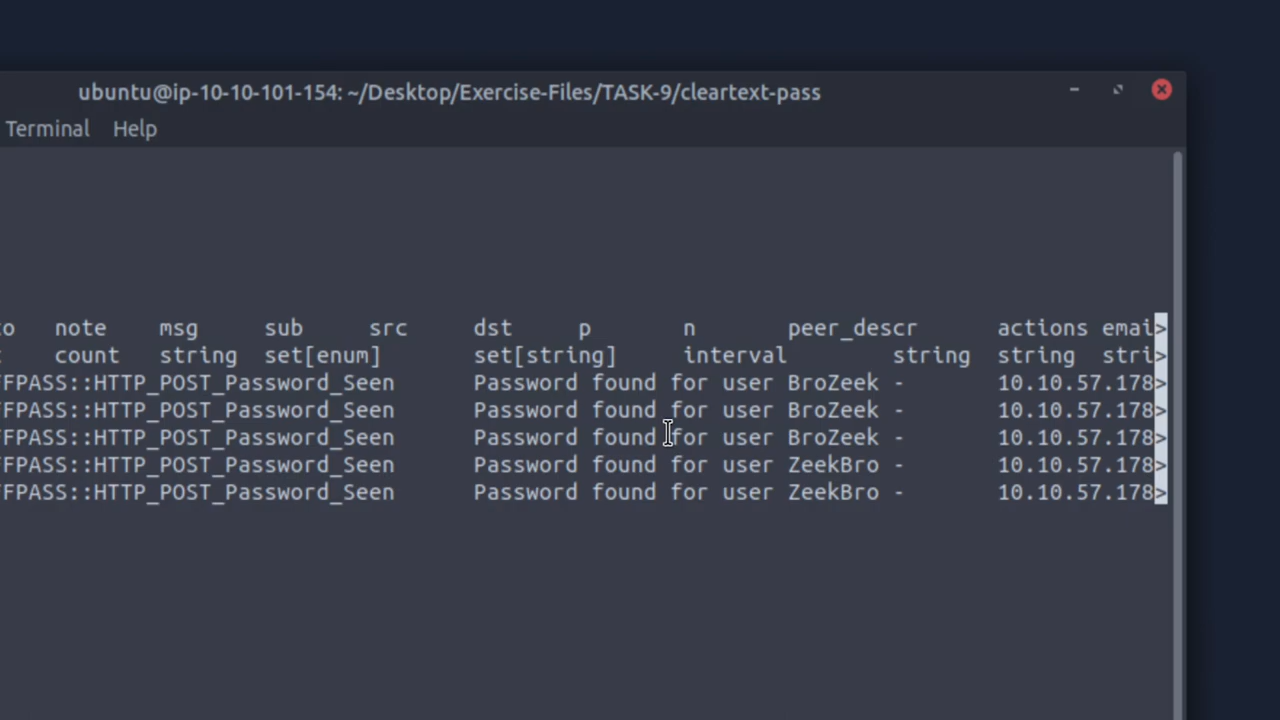 ubuntu@ip-10-10-101-154: ~/Desktop/Exercise-Files/TASK-9/cleartext-pass
Terminal Help
note msg sub src dst p n peer_descr actions emai>
count string set[enum] set[string] interval string string stri>
FPASS::HTTP_POST_Password_Seen Password found for user BroZeek - 10.10.57.178>
FPASS::HTTP_POST_Password_Seen Password found for user BroZeek - 10.10.57.178>
FPASS::HTTP_POST_Password_Seen Password found for user BroZeek - 10.10.57.178>
FPASS::HTTP_POST_Password_Seen Password found for user ZeekBro - 10.10.57.178>
FPASS::HTTP_POST_Password_Seen Password found for user ZeekBro - 10.10.57.178>